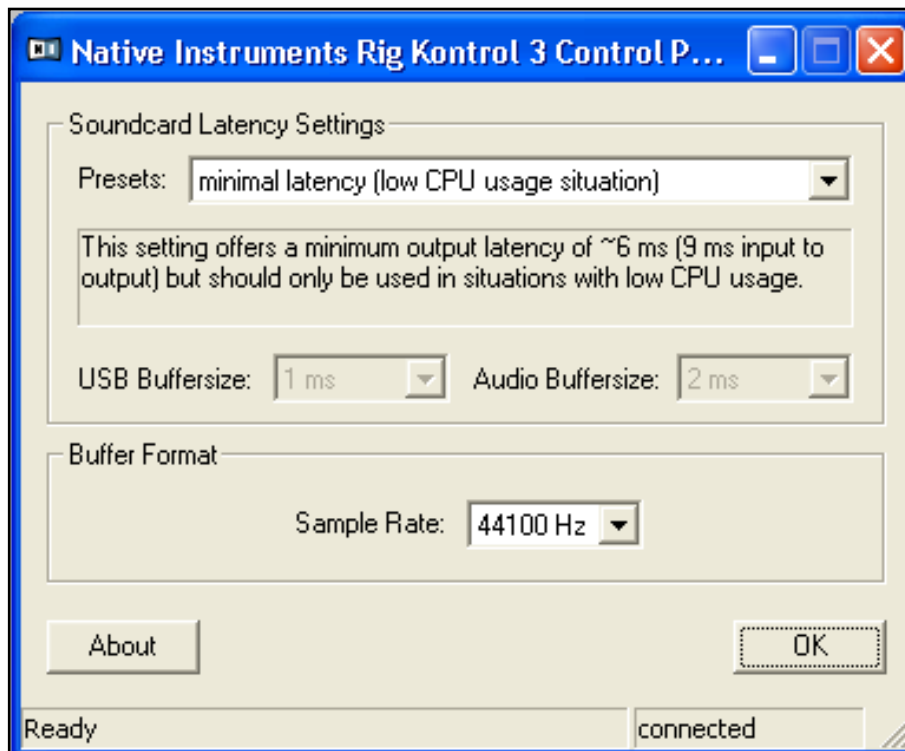 Native Instruments Rig Kontrol 3 Control P...
Soundcard Latency Settings
Presets: minimal latency (low CPU usage situation)
This setting offers a minimum output latency of ~6 ms (9 ms input to
output) but should only be used in situations with low CPU usage.
USB Buffersize: 1 ms Audio Buffersize: 2 ms
Buffer Format
Sample Rate: 44100 Hz
About OK
Ready connected